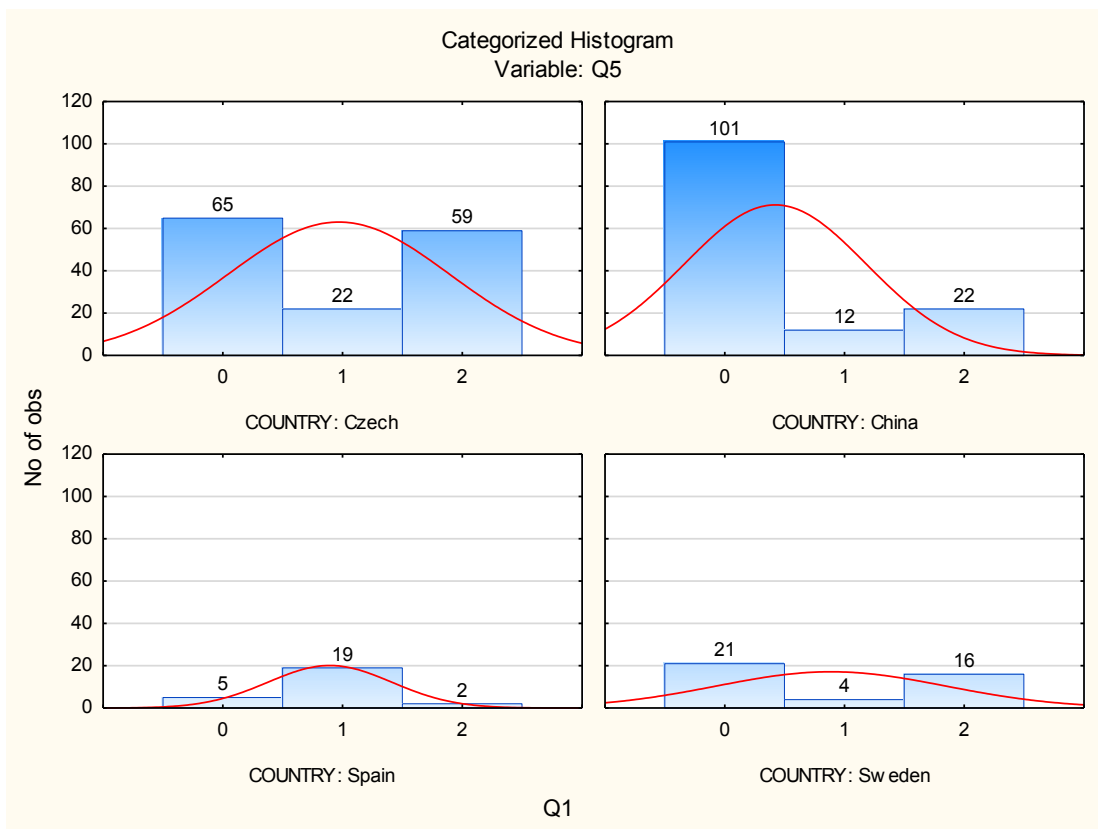 Categorized Histogram
Variable: Q5
120
100
80
60
40
20
0
65
22
59
0 1 2
COUNTRY: Czech
101
12
22
0 1 2
COUNTRY: China
No of obs
120
100
80
60
40
20
0
5
19
2
0 1 2
COUNTRY: Spain
21
4
16
0 1 2
COUNTRY: Sweden
Q1